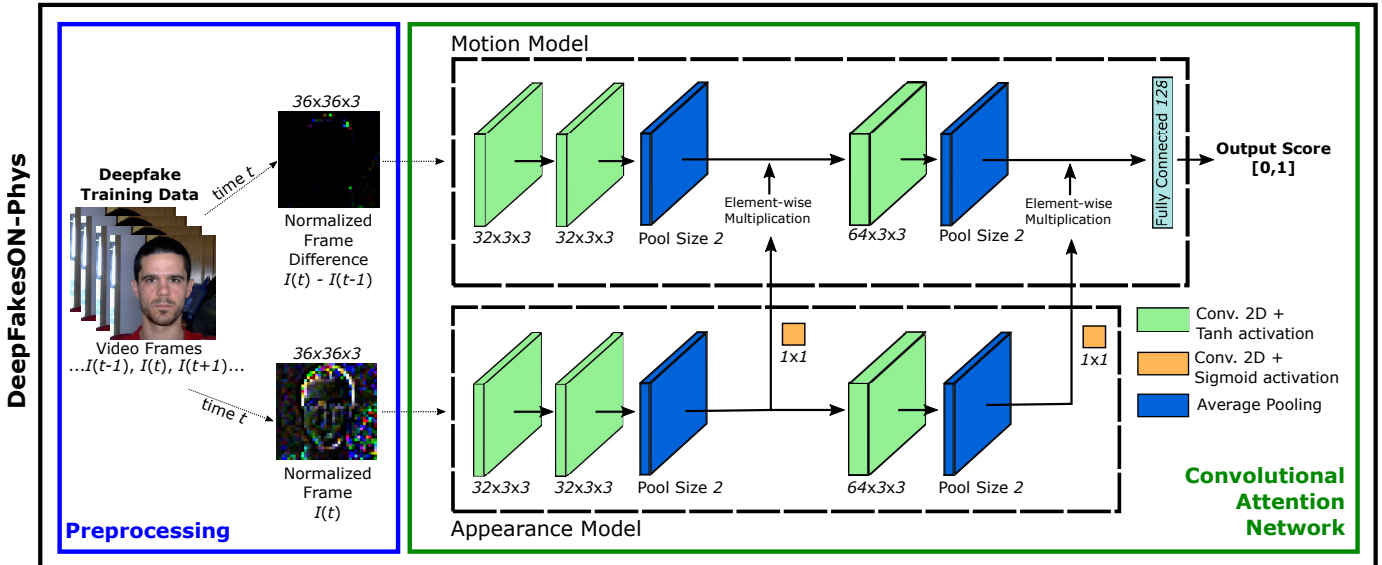 DeepFakesON-Phys
Deepfake
Training Data
time t
36x36x3
Normalized
Frame
Difference
I(t) - I(t-1)
Video Frames
...I(t-1), I(t), I(t+1)...
time t
36x36x3
Normalized
Frame
I(t)
Preprocessing
Motion Model
32x3x3
32x3x3
Pool Size 2
Element-wise
Multiplication
64x3x3
Pool Size 2
Element-wise
Multiplication
Fully Connected 128
Output Score
[0,1]
1x1
1x1
32x3x3
32x3x3
Pool Size 2
64x3x3
Pool Size 2
Appearance Model
Conv. 2D +
Tanh activation
Conv. 2D +
Sigmoid activation
Average Pooling
Convolutional
Attention
Network